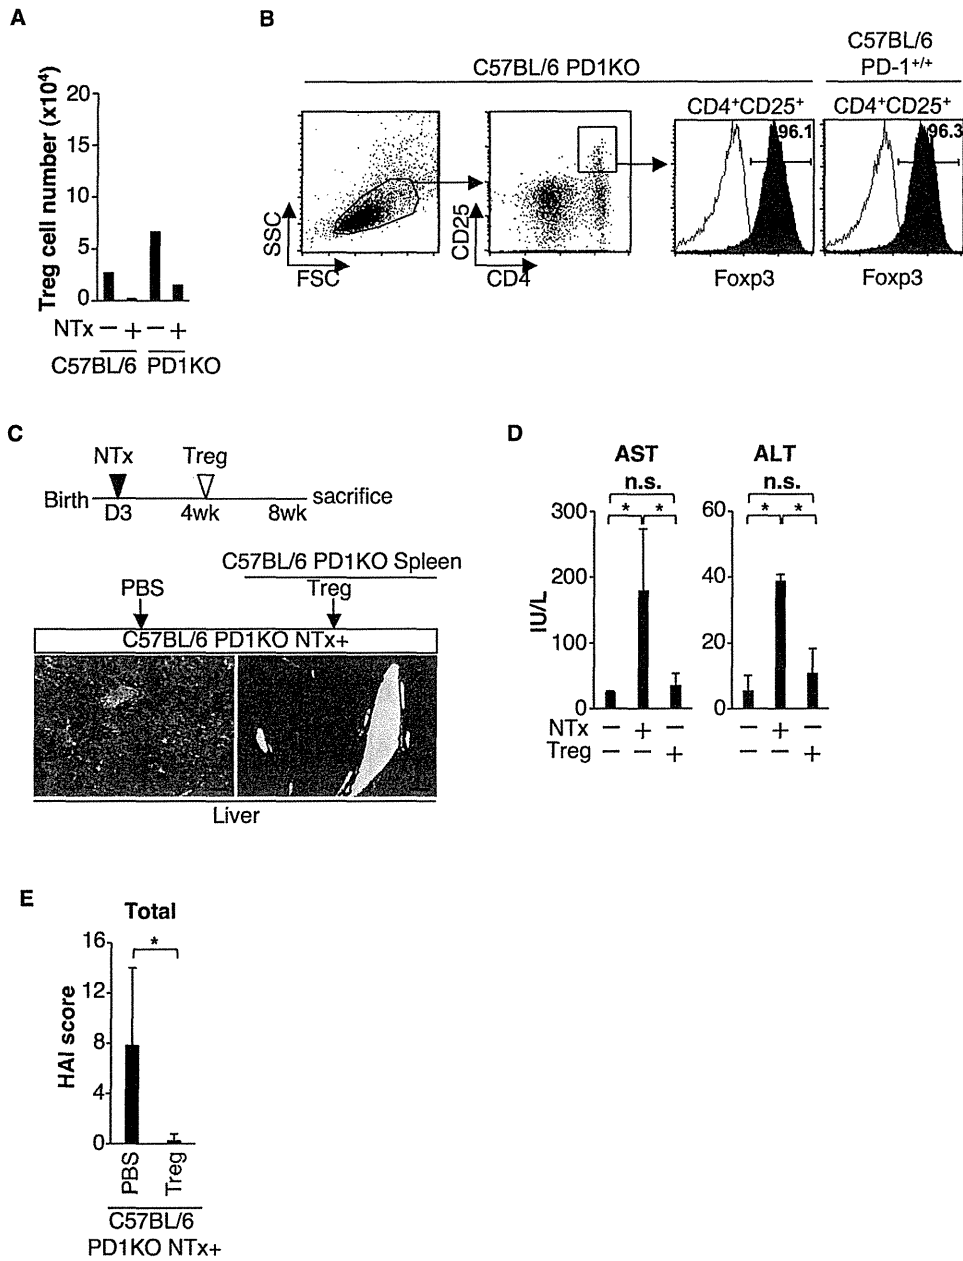 A
Treg cell number (x10⁴)
20
15
10
5
0
NTx − + − +
C57BL/6 PD1KO
B
C57BL/6 PD1KO
C57BL/6
PD-1+/+
CD4+CD25+
CD4+CD25+
96.1
96.3
SSC
FSC
CD25
CD4
Foxp3
Foxp3
C
NTx
Treg
Birth
sacrifice
D3
4wk
8wk
C57BL/6 PD1KO Spleen
PBS
Treg
C57BL/6 PD1KO NTx+
Liver
D
AST
ALT
n.s.
n.s.
* *
* *
IU/L
300
200
100
0
60
40
20
0
NTx − + − − + −
Treg − − + − − +
E
Total
*
HAI score
16
12
8
4
0
PBS
Treg
C57BL/6
PD1KO NTx+